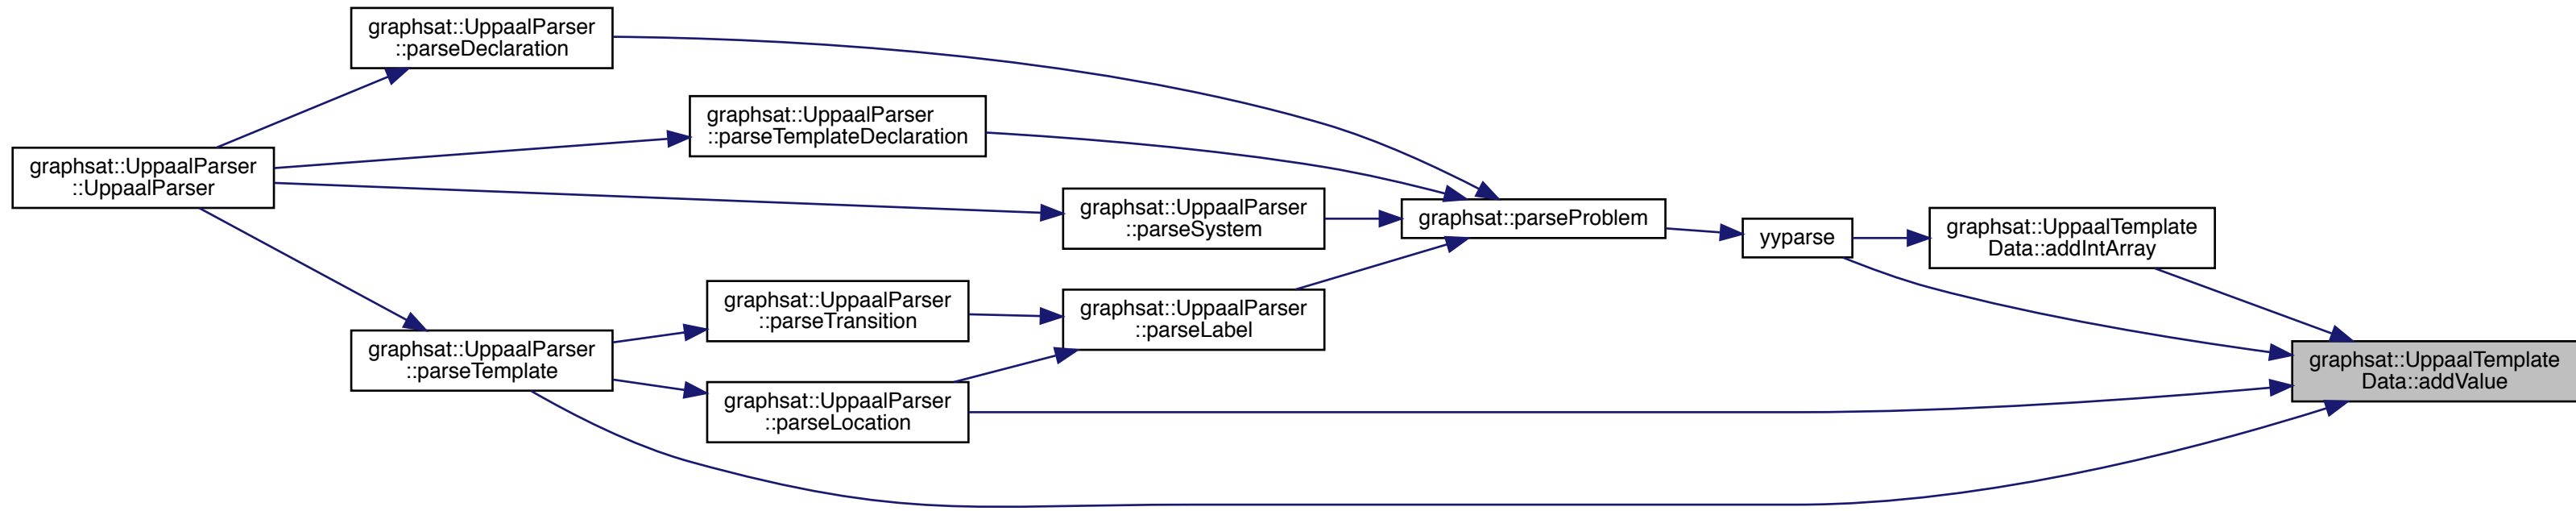 graphsat::UppaalParser
::parseDeclaration
graphsat::UppaalParser
::parseTemplateDeclaration
graphsat::UppaalParser
::UppaalParser
graphsat::UppaalParser
::parseSystem
graphsat::parseProblem
yyparse
graphsat::UppaalTemplate
Data::addIntArray
graphsat::UppaalParser
::parseTransition
graphsat::UppaalParser
::parseLabel
graphsat::UppaalParser
::parseTemplate
graphsat::UppaalParser
::parseLocation
graphsat::UppaalTemplate
Data::addValue